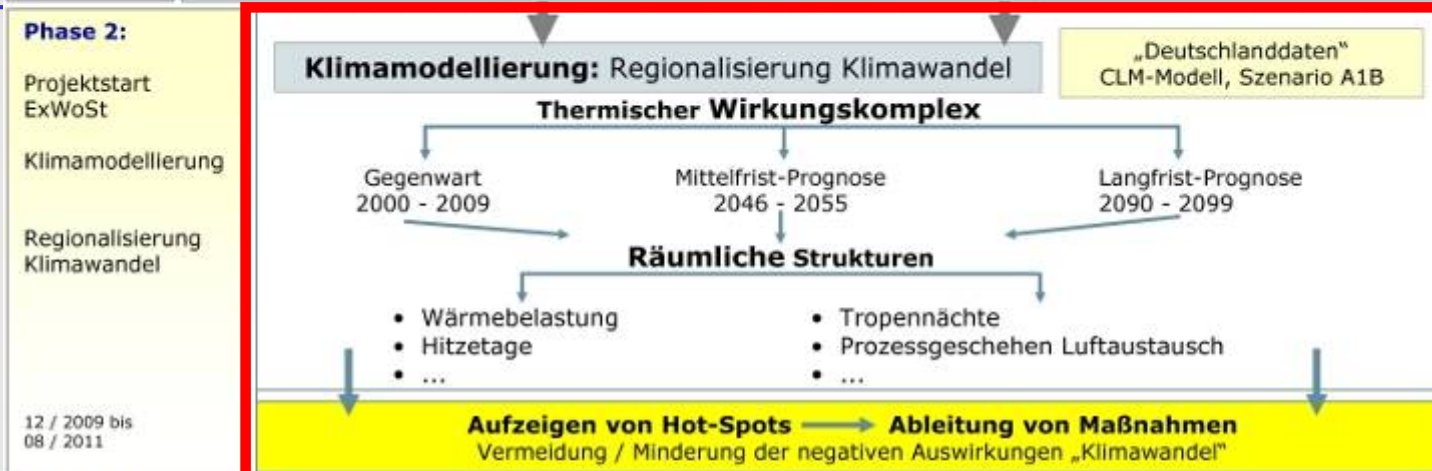 Phase 2:
Projektstart
ExWoSt
Klimamodellierung
Regionalisierung
Klimawandel
12 / 2009 bis
08 / 2011
Klimamodellierung: Regionalisierung Klimawandel
„Deutschlanddaten“
CLM-Modell, Szenario A1B
Thermischer Wirkungskomplex
Gegenwart
2000 - 2009
Mittelfrist-Prognose
2046 - 2055
Langfrist-Prognose
2090 - 2099
Räumliche Strukturen
• Wärmebelastung
• Hitzetage
• ...
• Tropennächte
• Prozessgeschehen Luftaustausch
• ...
Aufzeigen von Hot-Spots → Ableitung von Maßnahmen
Vermeidung / Minderung der negativen Auswirkungen „Klimawandel“